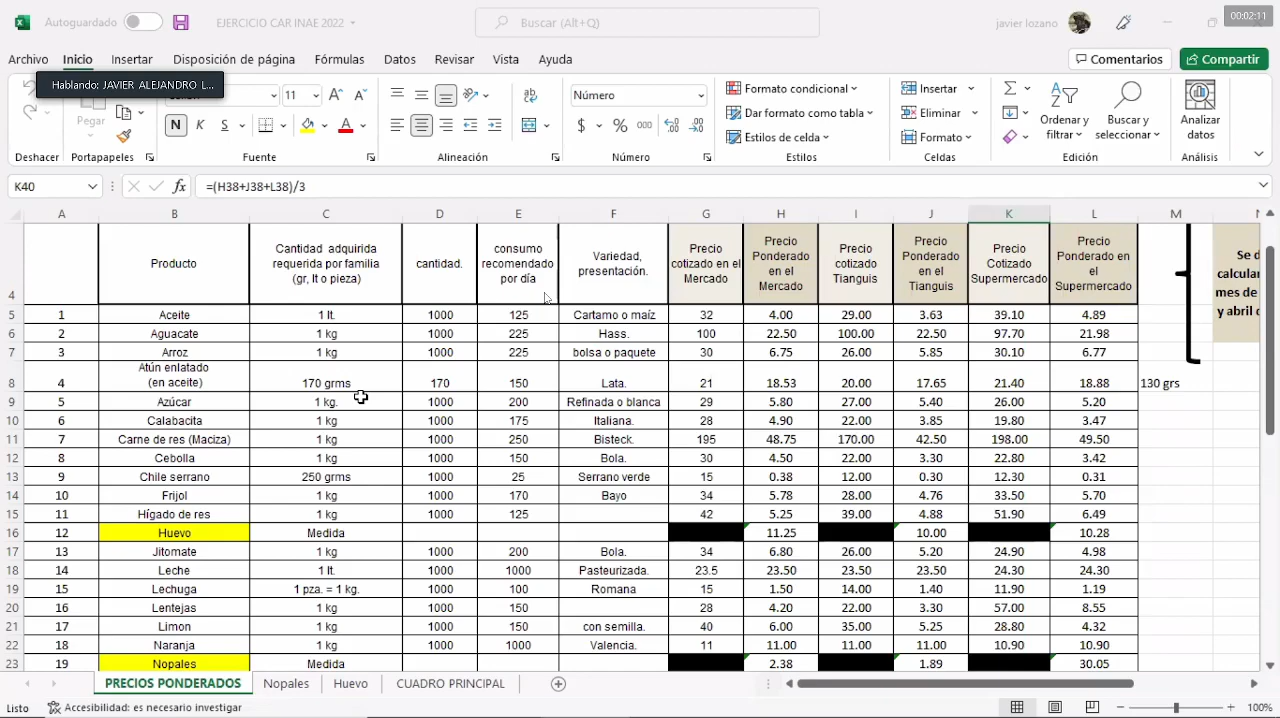 Autoguardado EJERCICIO CAR INAE 2022 Buscar (Alt+Q) javier lozano 00:02:11
Archivo Inicio Insertar Disposición de página Fórmulas Datos Revisar Vista Ayuda Comentarios Compartir
Hablando: JAVIER ALEJANDRO L...
11 Número Formato condicional Insertar
Pegar Dar formato como tabla Eliminar Ordenar y Buscar y Analizar
N K S $ % 000 Estilos de celda Formato filtrar seleccionar datos
Deshacer Portapapeles Fuente Alineación Número Estilos Celdas Edición Análisis
K40 fx =(H38+J38+L38)/3
A B C D E F G H I J K L M
4 Producto Cantidad adquirida requerida por familia (gr, lt o pieza) cantidad. consumo recomendado por día Variedad, presentación. Precio cotizado en el Mercado Precio Ponderado en el Mercado Precio cotizado Tianguis Precio Ponderado en el Tianguis Precio Cotizado Supermercado Precio Ponderado en el Supermercado Se d calcular mes de y abril
5 1 Aceite 1 lt. 1000 125 Cartamo o maíz 32 4.00 29.00 3.63 39.10 4.89
6 2 Aguacate 1 kg 1000 225 Hass. 100 22.50 100.00 22.50 97.70 21.98
7 3 Arroz 1 kg 1000 225 bolsa o paquete 30 6.75 26.00 5.85 30.10 6.77
8 4 Atún enlatado (en aceite) 170 grms 170 150 Lata. 21 18.53 20.00 17.65 21.40 18.88 130 grs
9 5 Azúcar 1 kg. 1000 200 Refinada o blanca 29 5.80 27.00 5.40 26.00 5.20
10 6 Calabacita 1 kg 1000 175 Italiana. 28 4.90 22.00 3.85 19.80 3.47
11 7 Carne de res (Maciza) 1 kg 1000 250 Bisteck. 195 48.75 170.00 42.50 198.00 49.50
12 8 Cebolla 1 kg 1000 150 Bola. 30 4.50 22.00 3.30 22.80 3.42
13 9 Chile serrano 250 grms 1000 25 Serrano verde 15 0.38 12.00 0.30 12.30 0.31
14 10 Frijol 1 kg 1000 170 Bayo 34 5.78 28.00 4.76 33.50 5.70
15 11 Hígado de res 1 kg 1000 125 42 5.25 39.00 4.88 51.90 6.49
16 12 Huevo Medida 11.25 10.00 10.28
17 13 Jitomate 1 kg 1000 200 Bola. 34 6.80 26.00 5.20 24.90 4.98
18 14 Leche 1 lt. 1000 1000 Pasteurizada. 23.5 23.50 23.50 23.50 24.30 24.30
19 15 Lechuga 1 pza. = 1 kg. 1000 100 Romana 15 1.50 14.00 1.40 11.90 1.19
20 16 Lentejas 1 kg 1000 150 28 4.20 22.00 3.30 57.00 8.55
21 17 Limon 1 kg 1000 150 con semilla. 40 6.00 35.00 5.25 28.80 4.32
22 18 Naranja 1 kg 1000 1000 Valencia. 11 11.00 11.00 11.00 10.90 10.90
23 19 Nopales Medida 2.38 1.89 30.05
PRECIOS PONDERADOS Nopales Huevo CUADRO PRINCIPAL
Listo Accesibilidad: es necesario investigar 100%